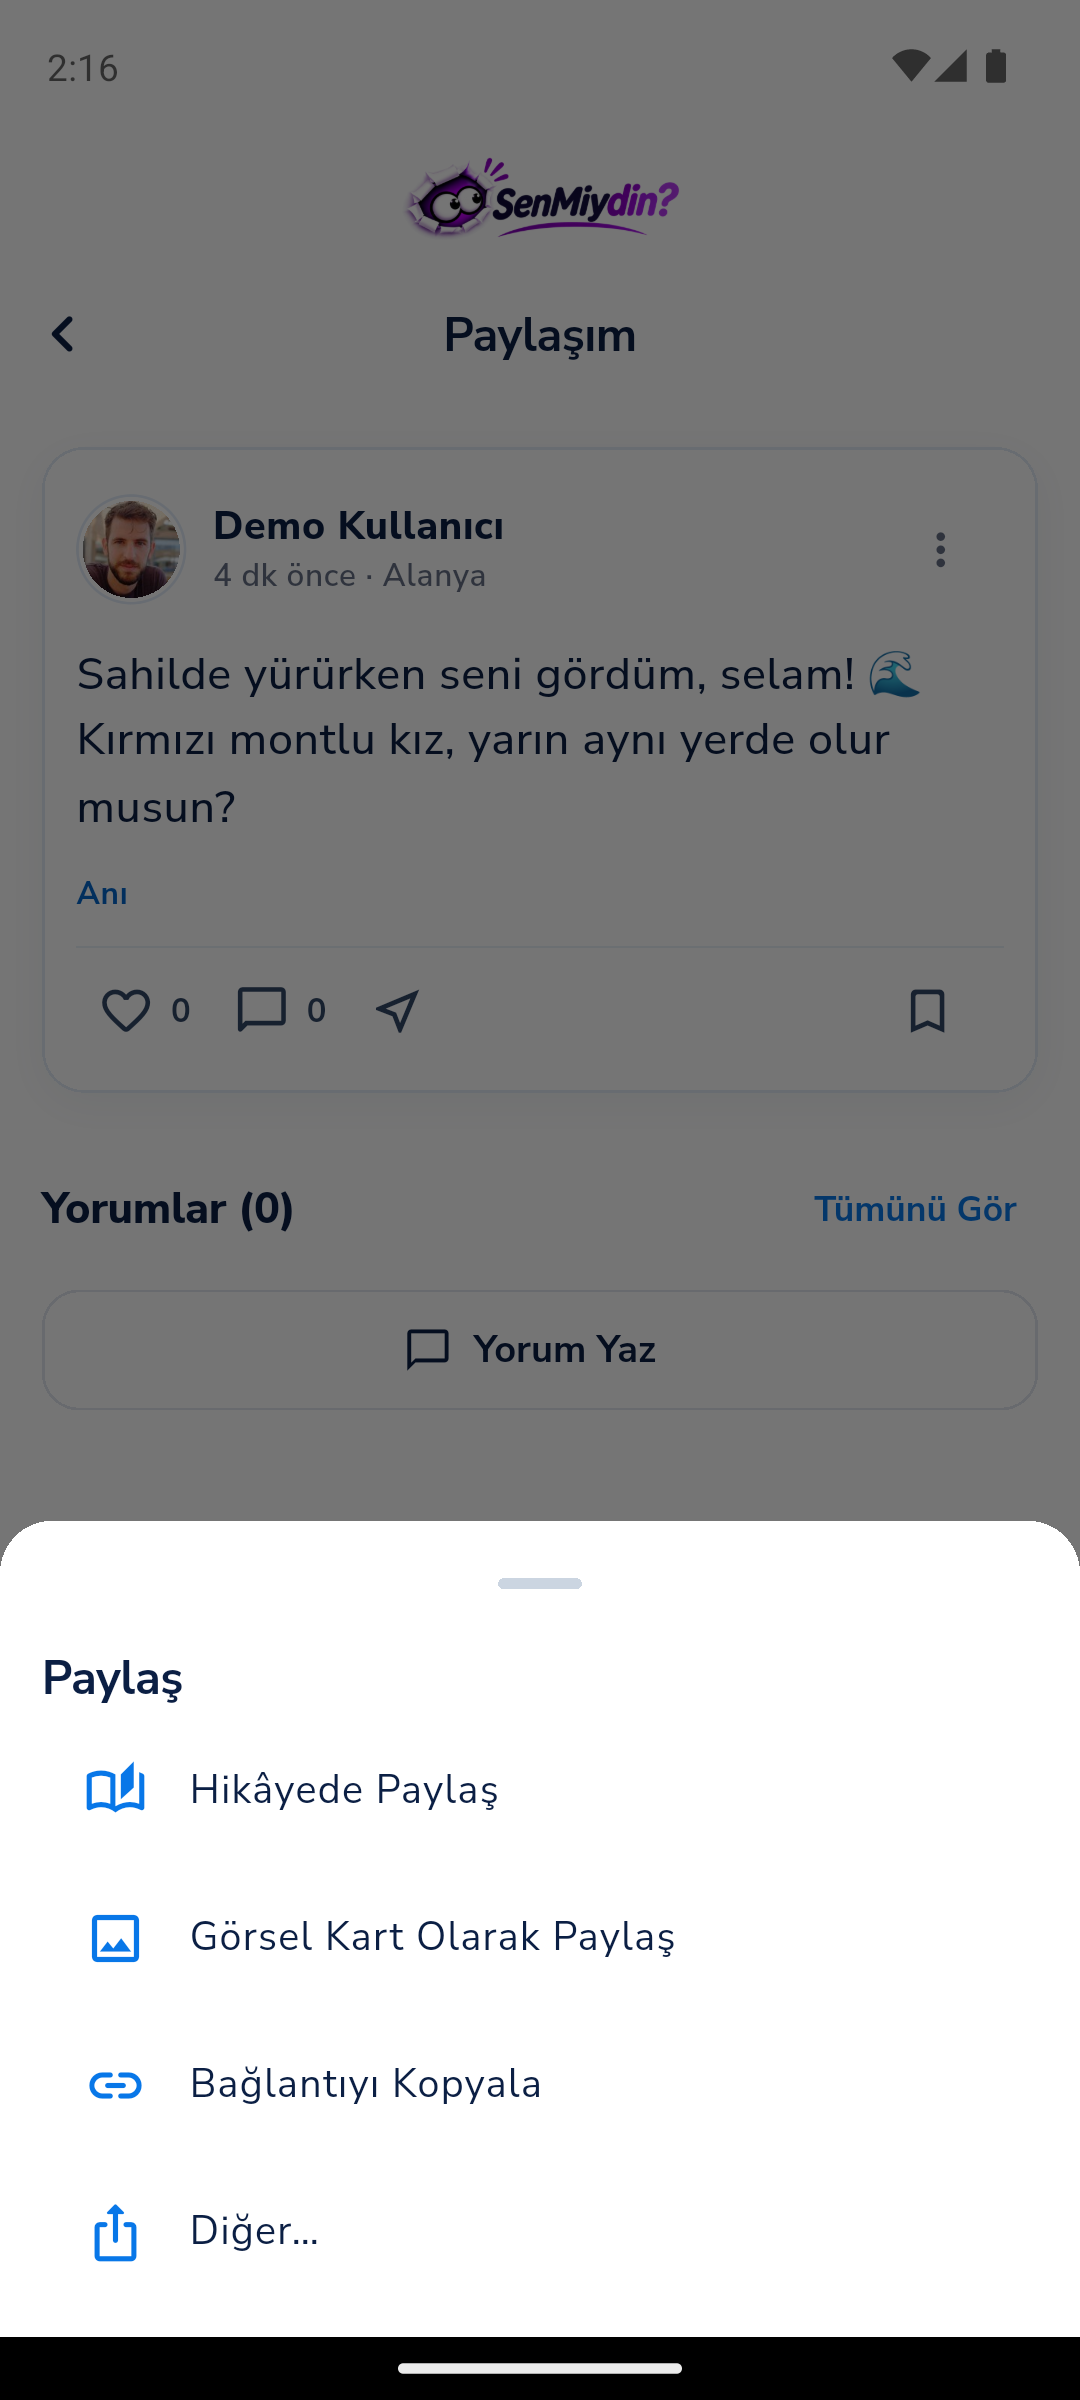 2:16
SenMiydin?
Paylaşım
Demo Kullanıcı
4 dk önce · Alanya
Sahilde yürürken seni gördüm, selam! 🌊
Kırmızı montlu kız, yarın aynı yerde olur
musun?
Anı
0 0
Yorumlar (0) Tümünü Gör
Yorum Yaz
Paylaş
Hikâyede Paylaş
Görsel Kart Olarak Paylaş
Bağlantıyı Kopyala
Diğer...